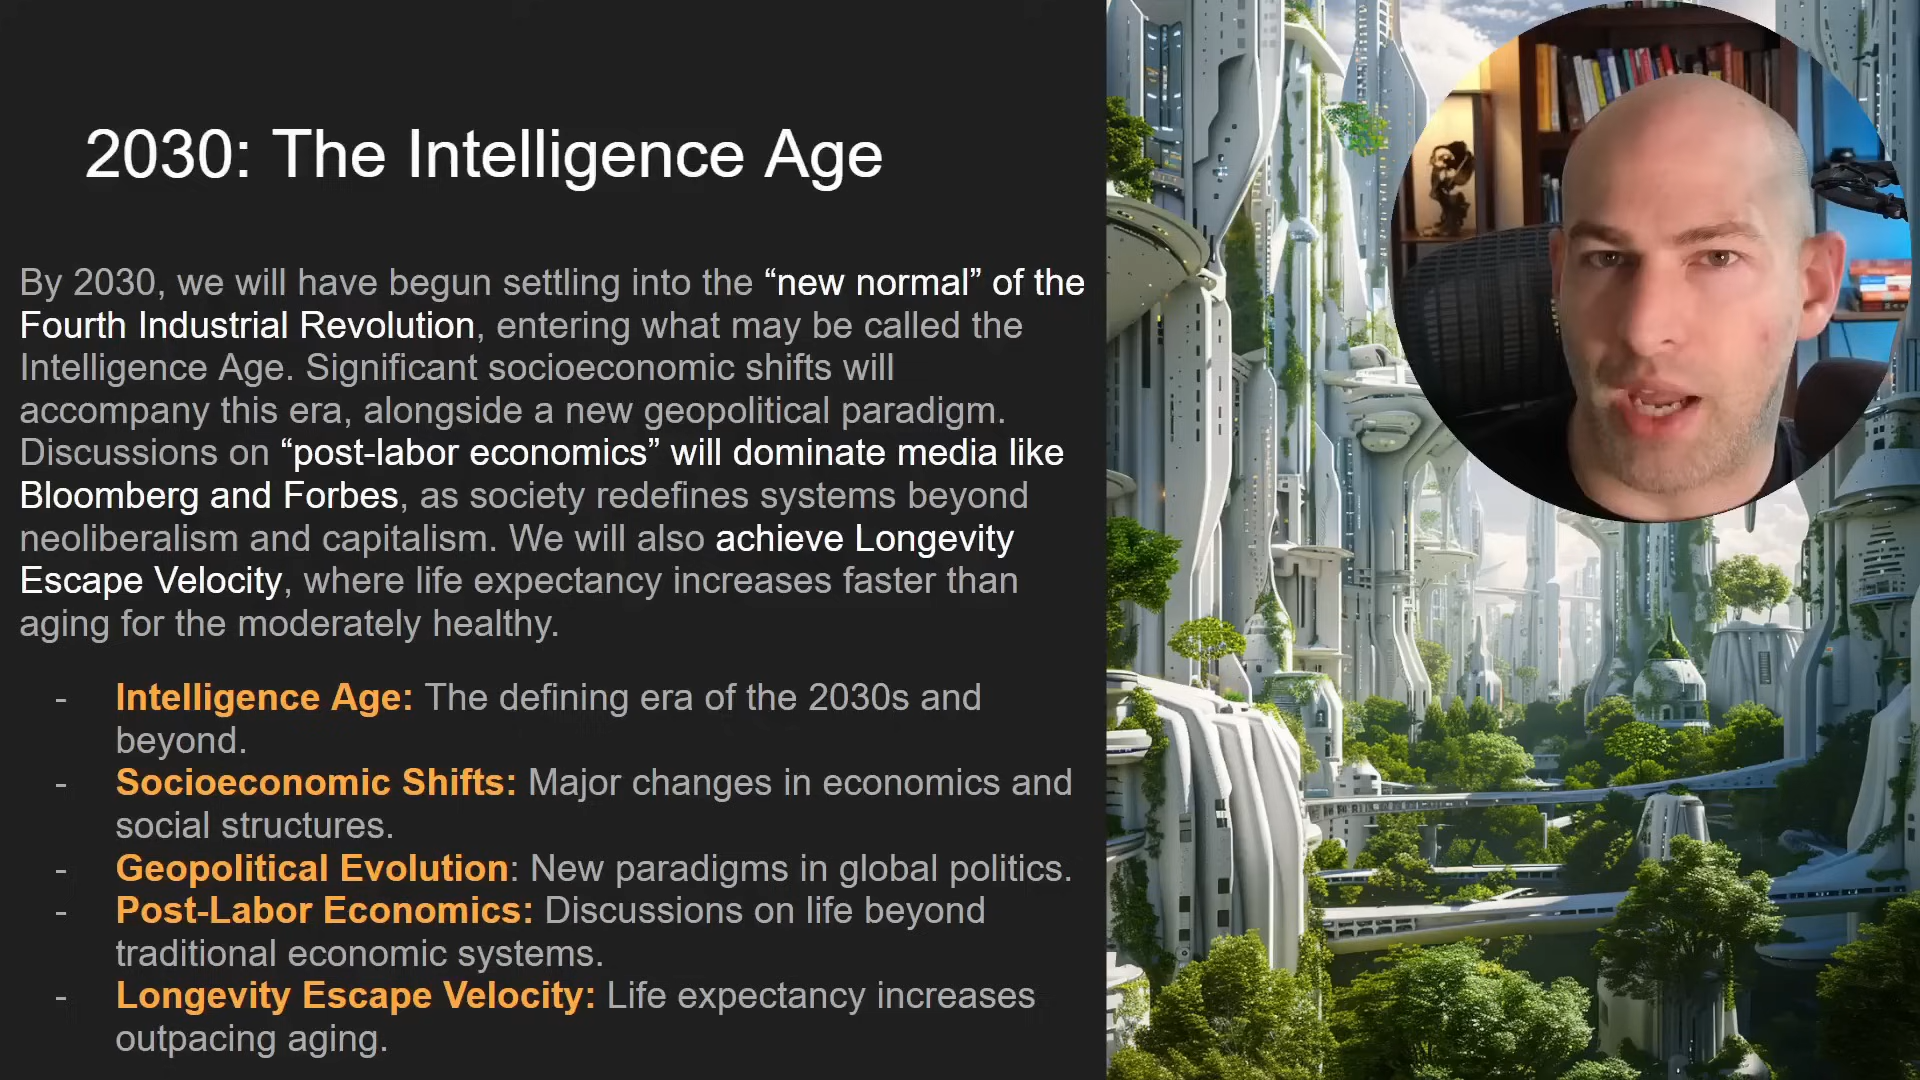 2030: The Intelligence Age
By 2030, we will have begun settling into the “new normal” of the
Fourth Industrial Revolution, entering what may be called the
Intelligence Age. Significant socioeconomic shifts will
accompany this era, alongside a new geopolitical paradigm.
Discussions on “post-labor economics” will dominate media like
Bloomberg and Forbes, as society redefines systems beyond
neoliberalism and capitalism. We will also achieve Longevity
Escape Velocity, where life expectancy increases faster than
aging for the moderately healthy.
- Intelligence Age: The defining era of the 2030s and
beyond.
- Socioeconomic Shifts: Major changes in economics and
social structures.
- Geopolitical Evolution: New paradigms in global politics.
- Post-Labor Economics: Discussions on life beyond
traditional economic systems.
- Longevity Escape Velocity: Life expectancy increases
outpacing aging.